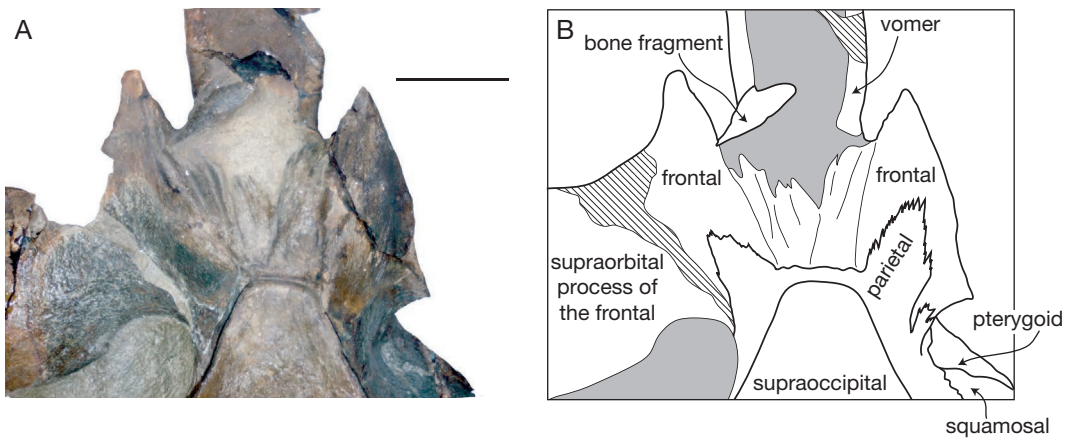 A
B
vomer
bone fragment
frontal
frontal
parietal
supraorbital
process of
the frontal
pterygoid
supraoccipital
squamosal